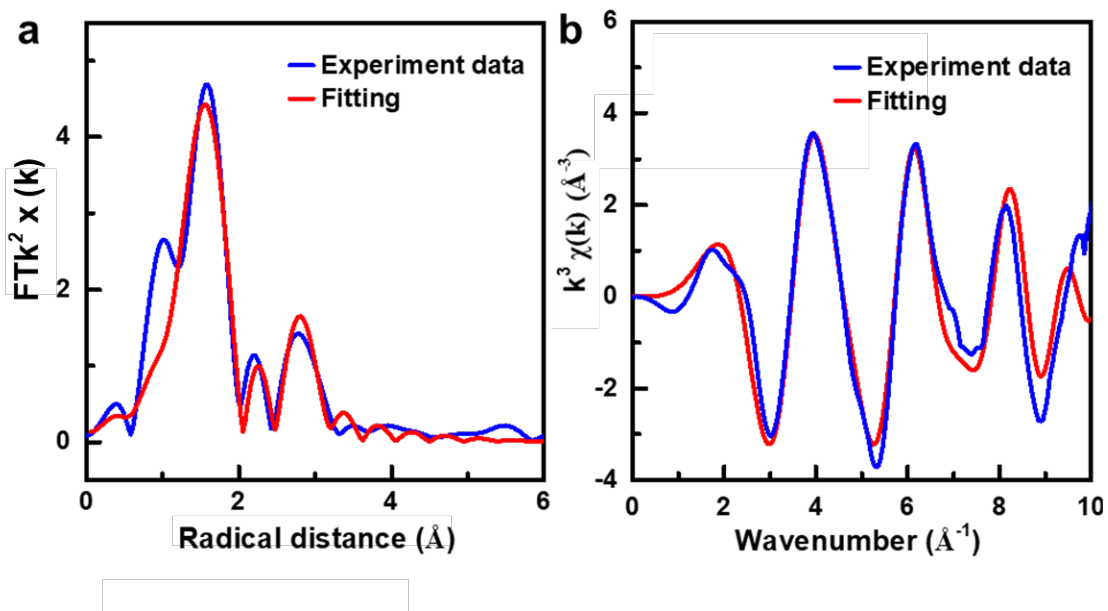 a
Experiment data
Fitting
4
2
0
FTk² x (k)
0 2 4 6
Radical distance (Å)
b
Experiment data
Fitting
6
4
2
0
-2
-4
k³ χ(k) (Å⁻³)
0 2 4 6 8 10
Wavenumber (Å⁻¹)